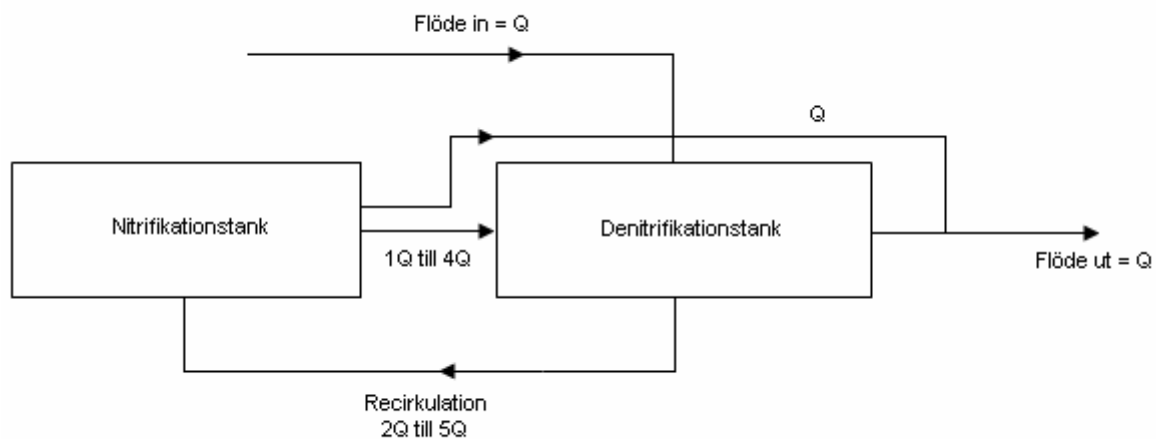 Flöde in = Q
Q
Nitrifikationstank
Denitrifikationstank
1Q till 4Q
Flöde ut = Q
Recirkulation
2Q till 5Q